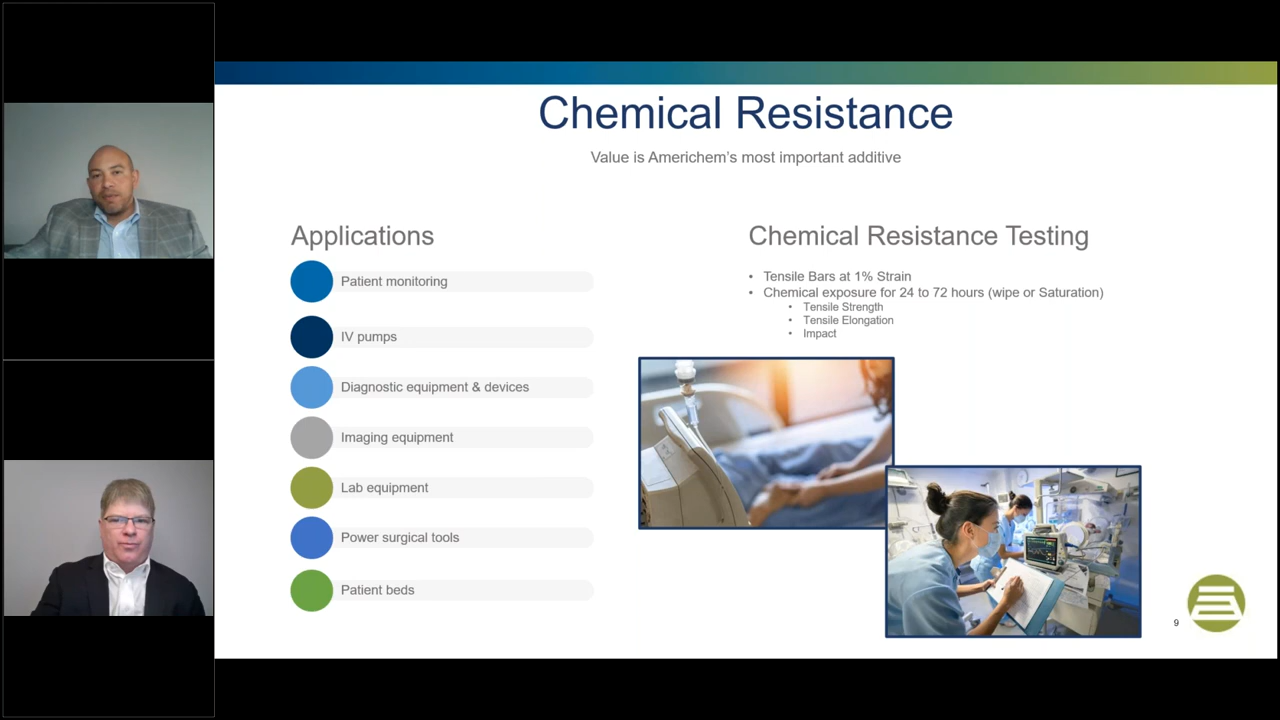 Chemical Resistance
Value is Americhem's most important additive
Applications
Patient monitoring
IV pumps
Diagnostic equipment & devices
Imaging equipment
Lab equipment
Power surgical tools
Patient beds
Chemical Resistance Testing
• Tensile Bars at 1% Strain
• Chemical exposure for 24 to 72 hours (wipe or Saturation)
• Tensile Strength
• Tensile Elongation
• Impact
9